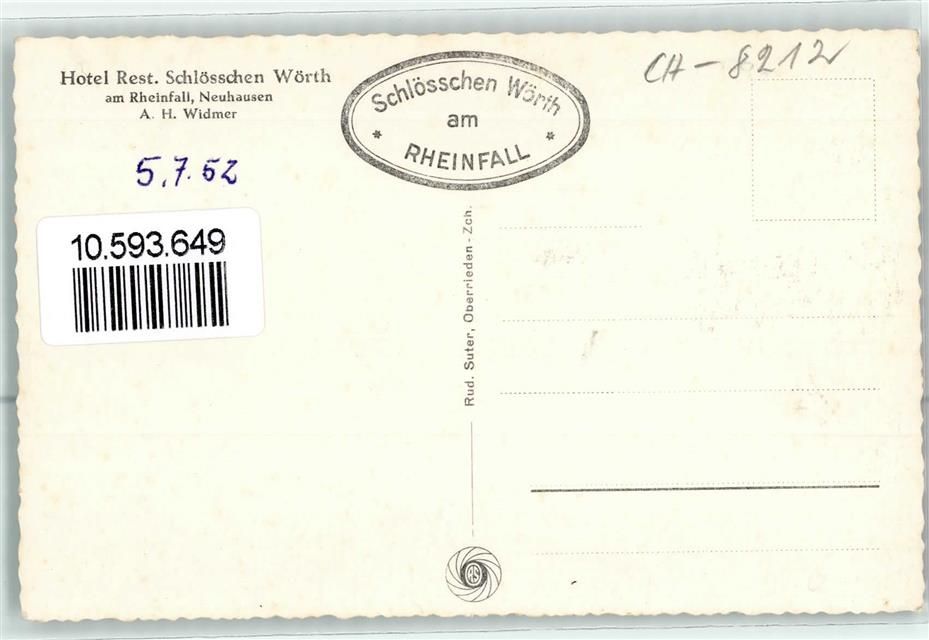 Hotel Rest. Schlösschen Wörth
am Rheinfall, Neuhausen
A. H. Widmer
5.7.52
10.593.649
Schlösschen Wörth
am
* RHEINFALL *
CH-8212
Rud. Suter, Oberrieden-Zch.
RS